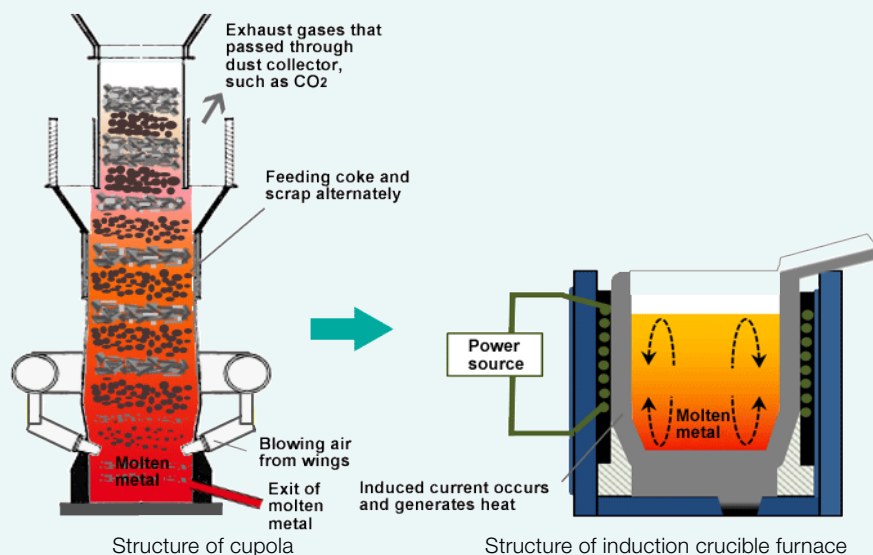 Exhaust gases that
passed through
dust collector,
such as CO2
Feeding coke and
scrap alternately
Blowing air
from wings
Molten
metal
Exit of
molten
metal
Structure of cupola
Power
source
Molten
metal
Induced current occurs
and generates heat
Structure of induction crucible furnace